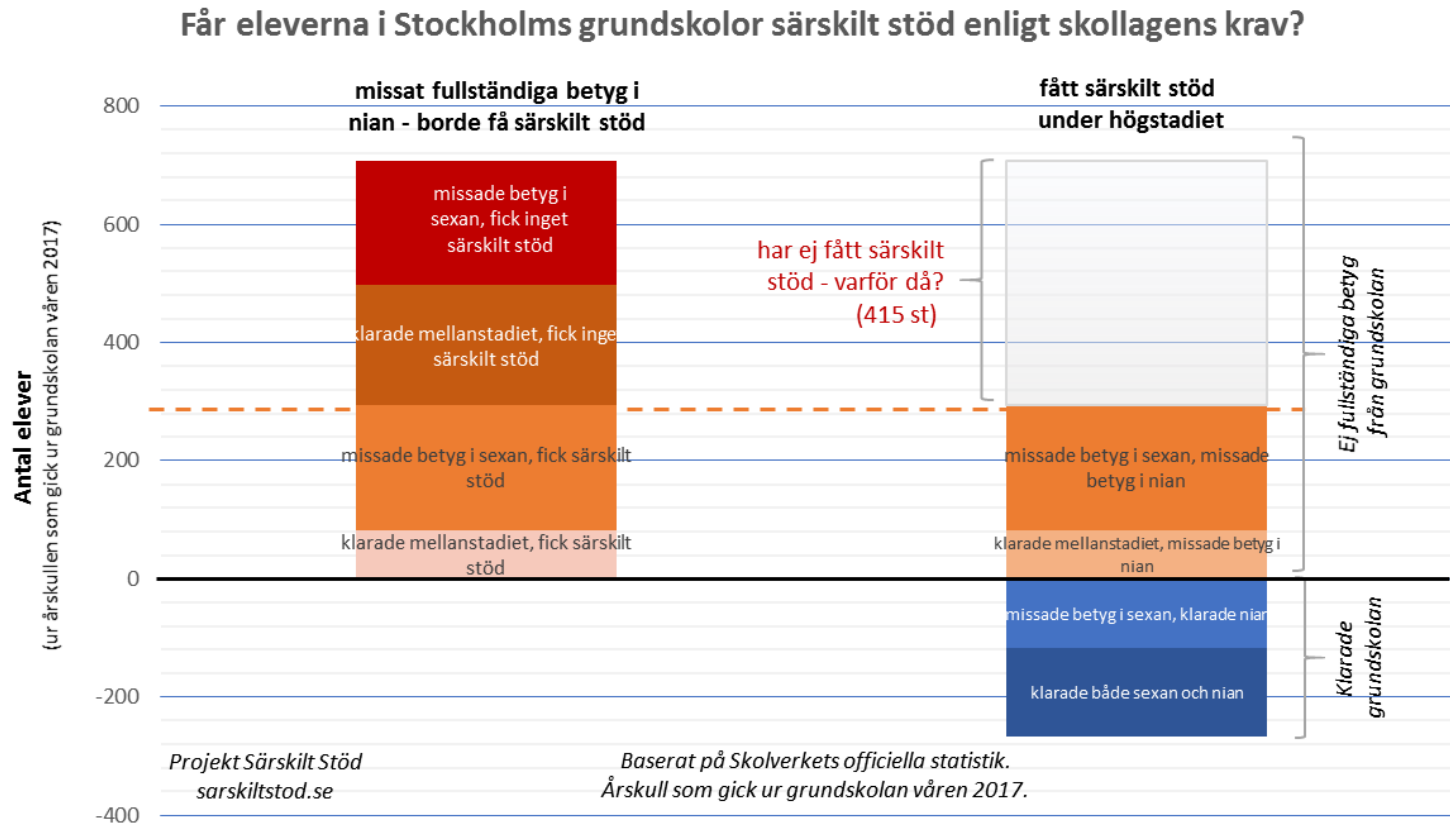 Får eleverna i Stockholms grundskolor särskilt stöd enligt skollagens krav?
missat fullständiga betyg i
nian - borde få särskilt stöd
fått särskilt stöd
under högstadiet
800
600
400
200
0
-200
-400
Antal elever
(ur årskullen som gick ur grundskolan våren 2017)
missade betyg i
sexan, fick inget
särskilt stöd
klarade mellanstadiet, fick inget
särskilt stöd
missade betyg i sexan, fick särskilt
stöd
klarade mellanstadiet, fick särskilt
stöd
har ej fått särskilt
stöd - varför då?
(415 st)
missade betyg i sexan, missade
betyg i nian
klarade mellanstadiet, missade betyg i
nian
missade betyg i sexan, klarade nian
klarade både sexan och nian
Ej fullständiga betyg
från grundskolan
Klarade
grundskolan
Projekt Särskilt Stöd
sarskiltstod.se
Baserat på Skolverkets officiella statistik.
Årskull som gick ur grundskolan våren 2017.